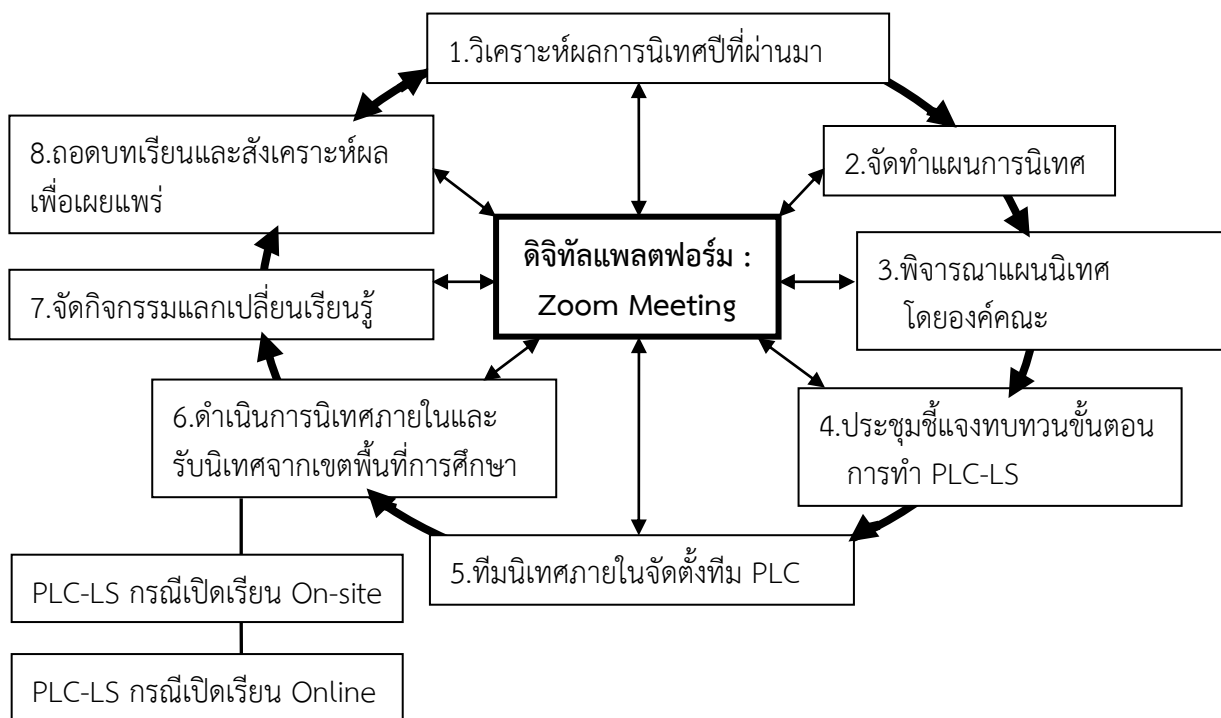 1.วิเคราะห์ผลการนิเทศปีที่ผ่านมา
2.จัดทำแผนการนิเทศ
3.พิจารณาแผนนิเทศ
โดยองค์คณะ
4.ประชุมชี้แจงทบทวนขั้นตอน
การทำ PLC-LS
5.ทีมนิเทศภายในจัดตั้งทีม PLC
6.ดำเนินการนิเทศภายในและ
รับนิเทศจากเขตพื้นที่การศึกษา
7.จัดกิจกรรมแลกเปลี่ยนเรียนรู้
8.ถอดบทเรียนและสังเคราะห์ผล
เพื่อเผยแพร่
ดิจิทัลแพลตฟอร์ม :
Zoom Meeting
PLC-LS กรณีเปิดเรียน On-site
PLC-LS กรณีเปิดเรียน Online